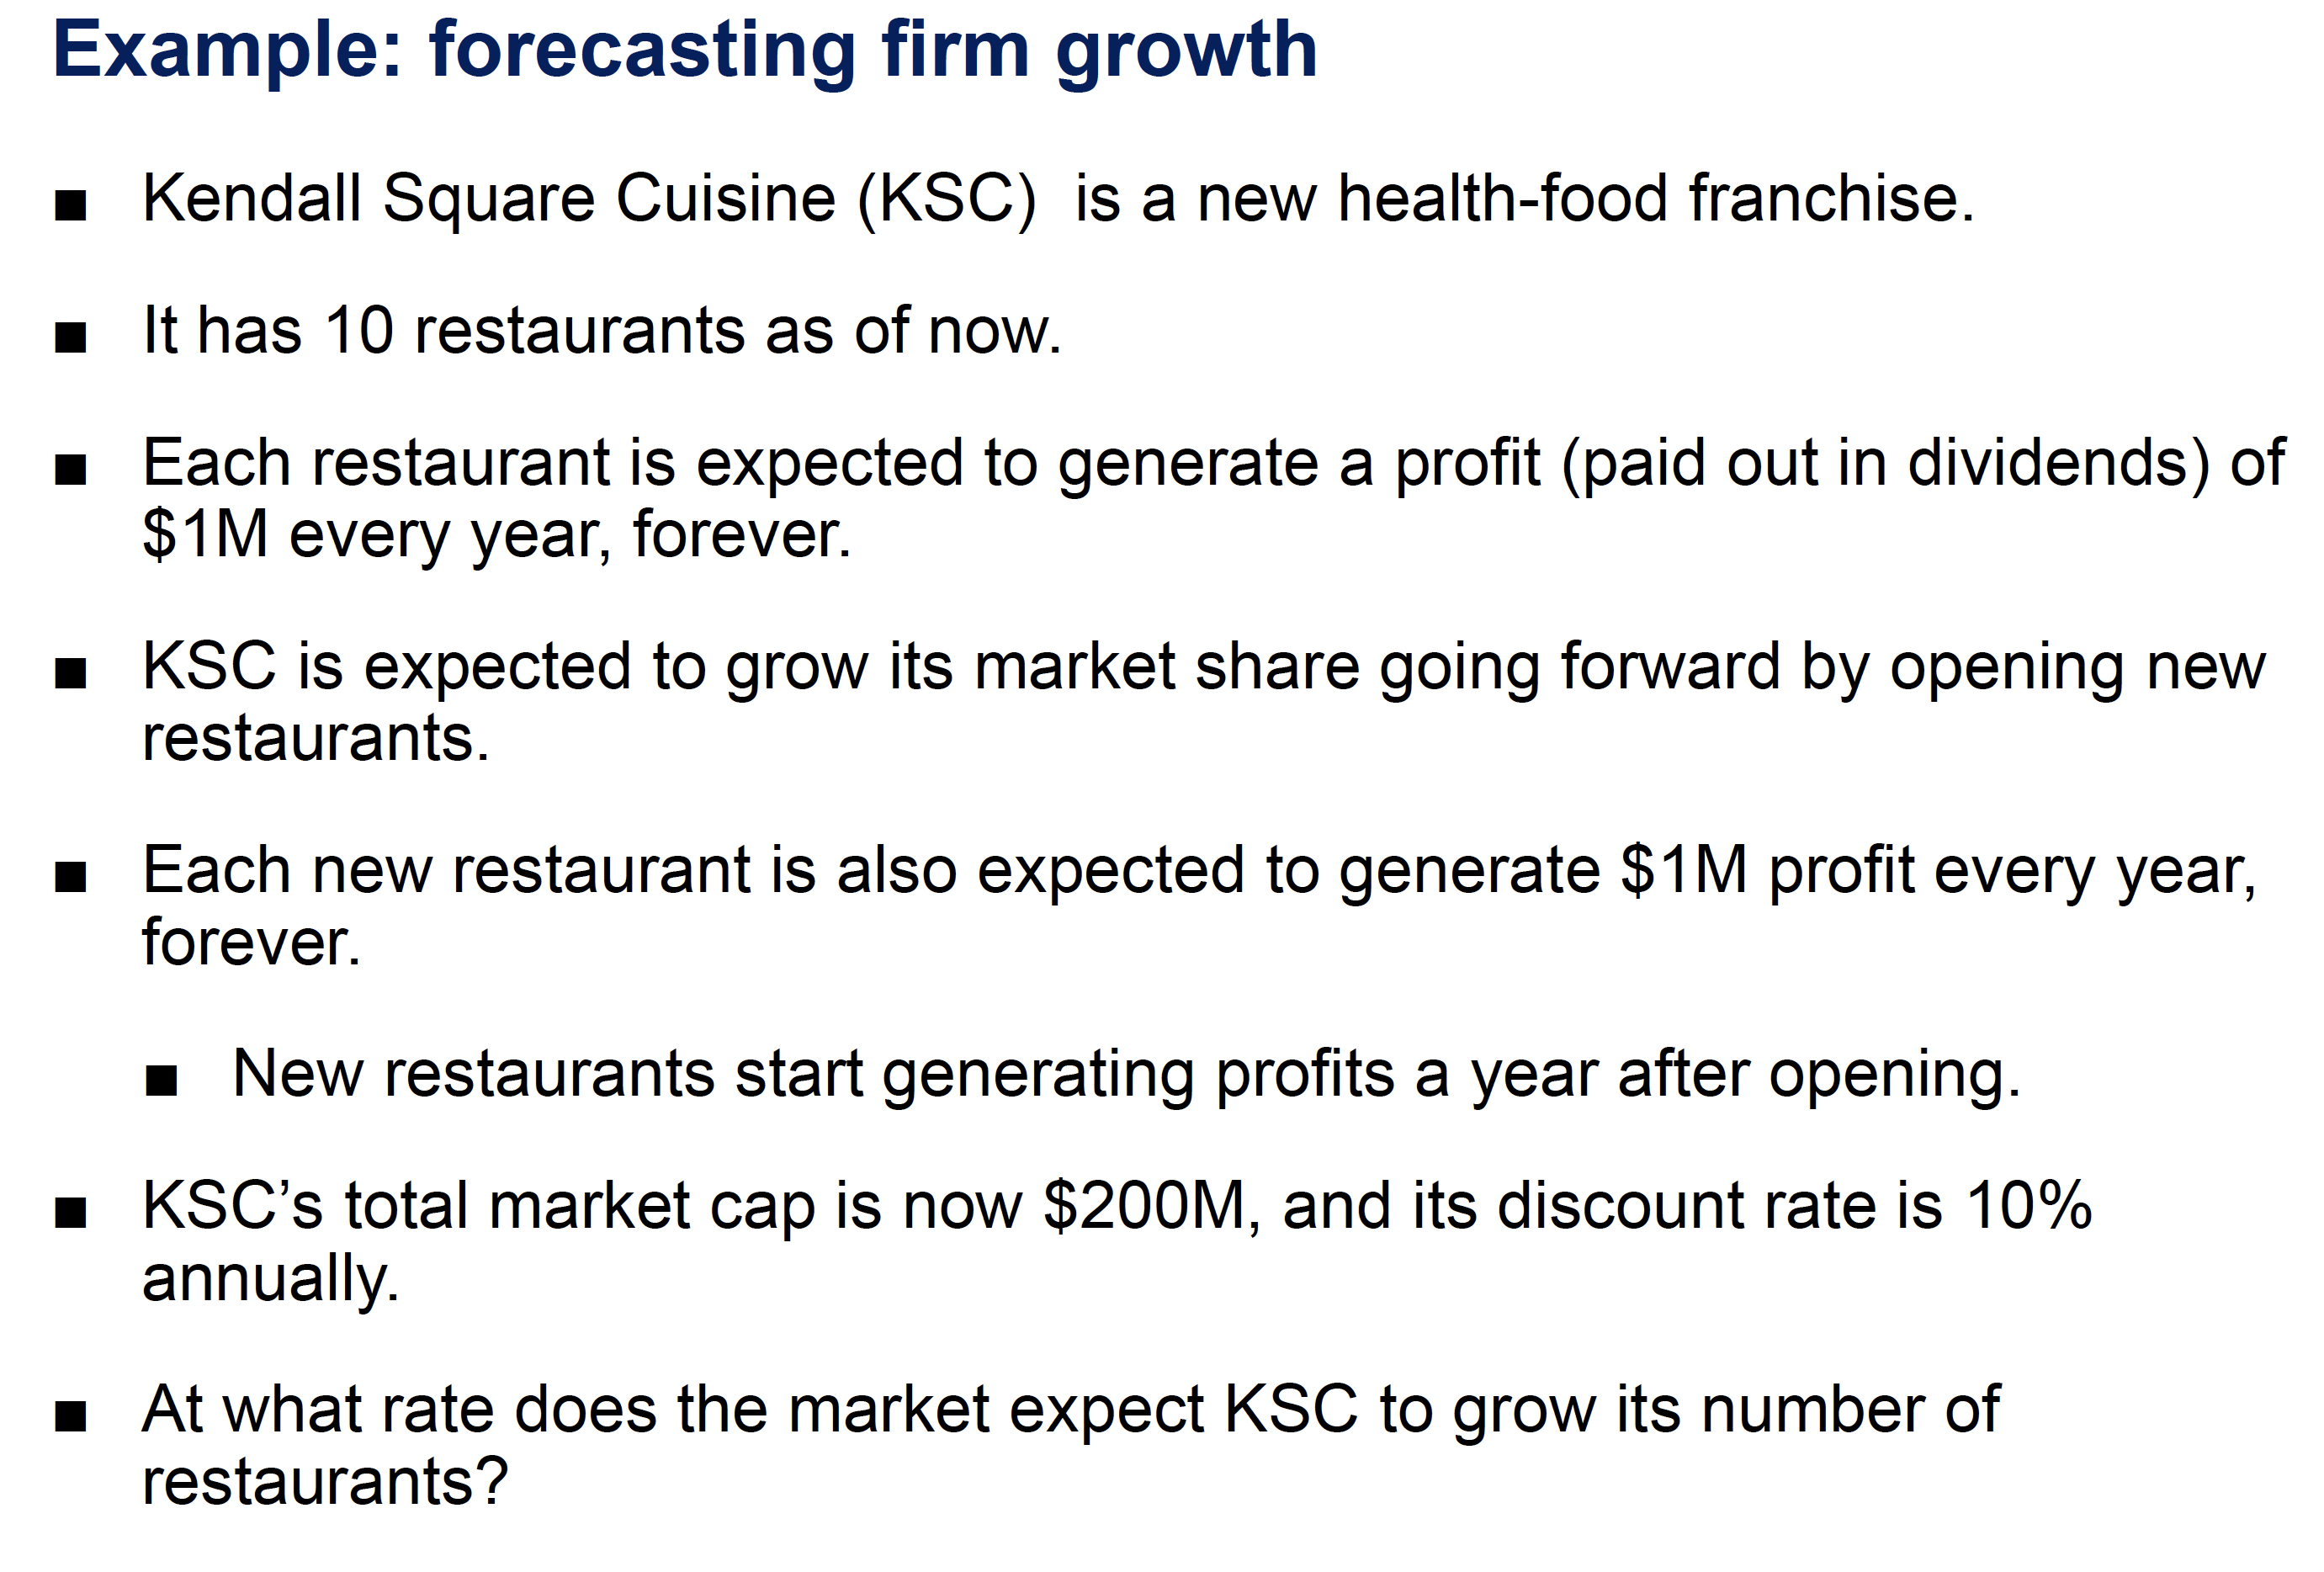 Example: forecasting firm growth
■ Kendall Square Cuisine (KSC)  is a new health-food franchise.
■ It has 10 restaurants as of now.
■ Each restaurant is expected to generate a profit (paid out in dividends) of
$1M every year, forever.
■ KSC is expected to grow its market share going forward by opening new
restaurants.
■ Each new restaurant is also expected to generate $1M profit every year,
forever.
■ New restaurants start generating profits a year after opening.
■ KSC’s total market cap is now $200M, and its discount rate is 10%
annually.
■ At what rate does the market expect KSC to grow its number of
restaurants?